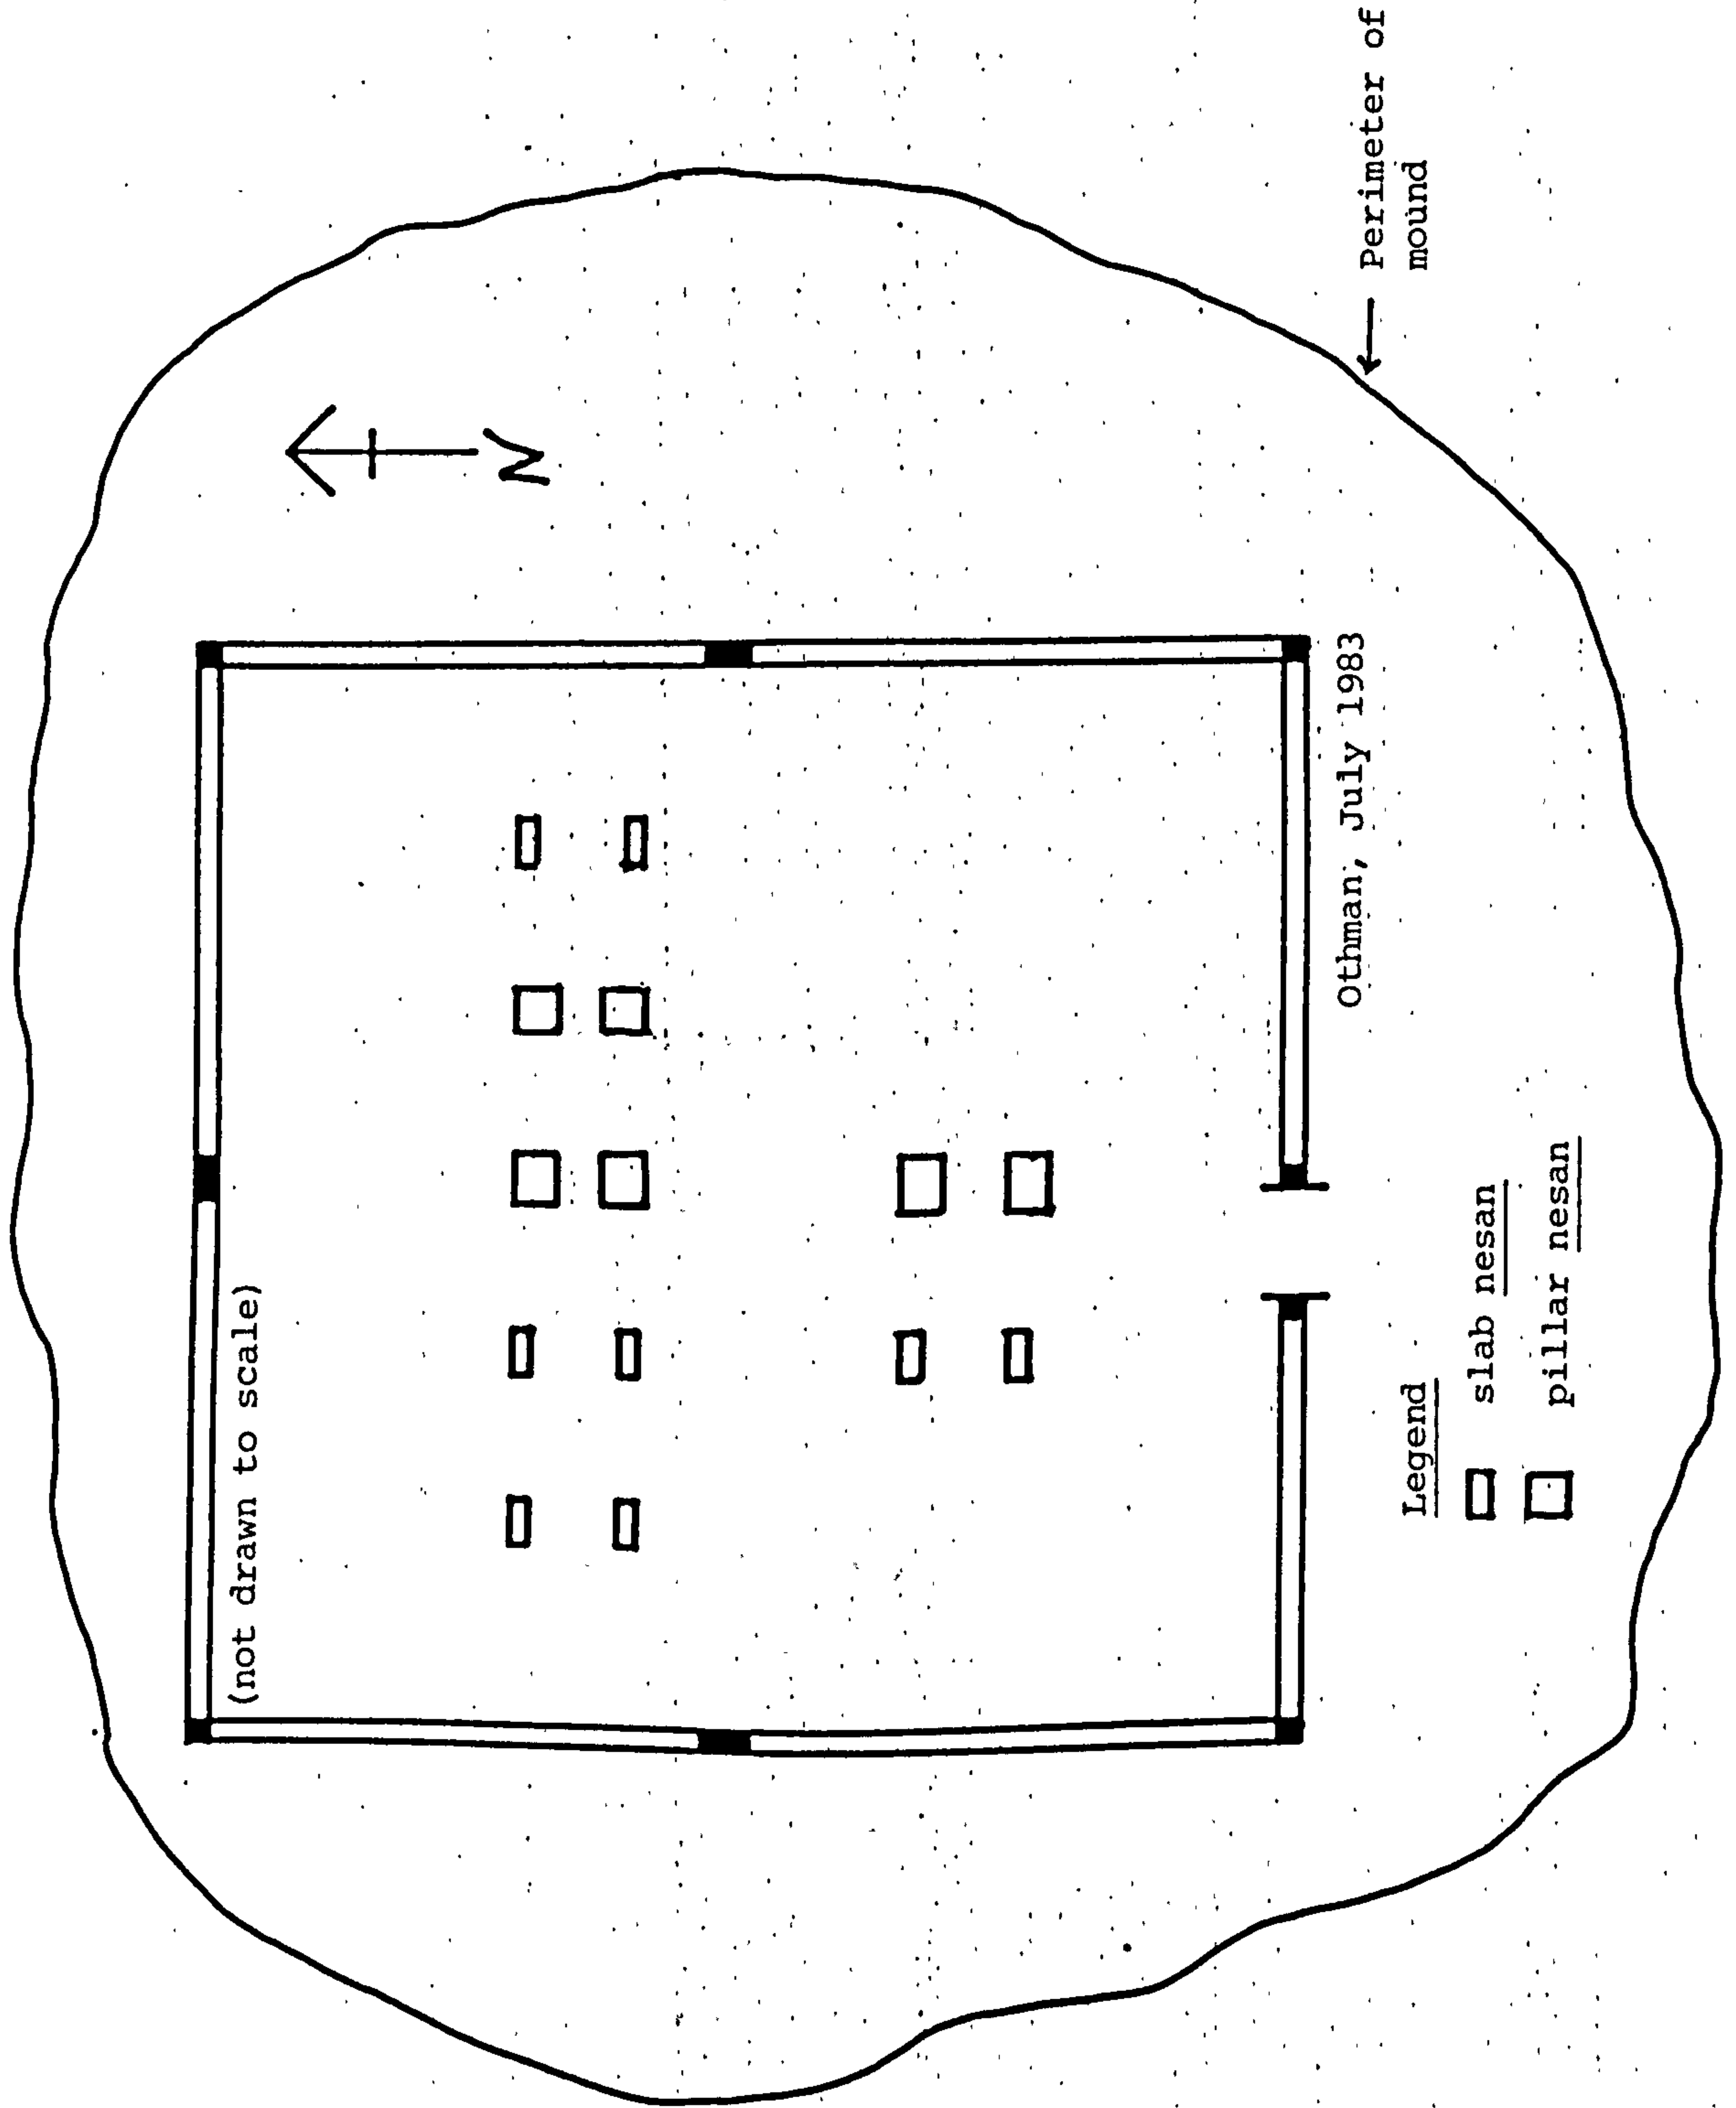 (not drawn to scale)
N
Othman, July 1983
Perimeter of
mound
Legend
slab nesan
pillar nesan